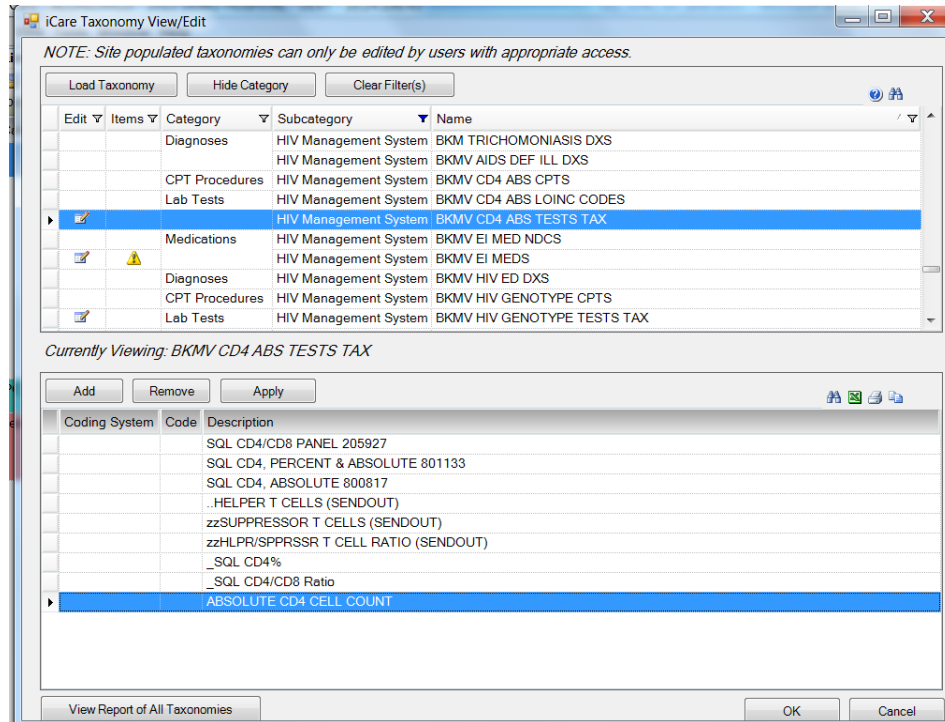 iCare Taxonomy View/Edit
NOTE: Site populated taxonomies can only be edited by users with appropriate access.
Load Taxonomy Hide Category Clear Filter(s)
Edit Items Category Subcategory Name
Diagnoses HIV Management System BKM TRICHOMONIASIS DXS
HIV Management System BKMV AIDS DEF ILL DXS
CPT Procedures HIV Management System BKMV CD4 ABS CPTS
Lab Tests HIV Management System BKMV CD4 ABS LOINC CODES
HIV Management System BKMV CD4 ABS TESTS TAX
Medications HIV Management System BKMV EI MED NDCS
HIV Management System BKMV EI MEDS
Diagnoses HIV Management System BKMV HIV ED DXS
CPT Procedures HIV Management System BKMV HIV GENOTYPE CPTS
Lab Tests HIV Management System BKMV HIV GENOTYPE TESTS TAX
Currently Viewing: BKMV CD4 ABS TESTS TAX
Add Remove Apply
Coding System Code Description
SQL CD4/CD8 PANEL 205927
SQL CD4, PERCENT & ABSOLUTE 801133
SQL CD4, ABSOLUTE 800817
..HELPER T CELLS (SENDOUT)
zzSUPPRESSOR T CELLS (SENDOUT)
zzHLPR/SPPRSSR T CELL RATIO (SENDOUT)
_SQL CD4%
_SQL CD4/CD8 Ratio
ABSOLUTE CD4 CELL COUNT
View Report of All Taxonomies OK Cancel